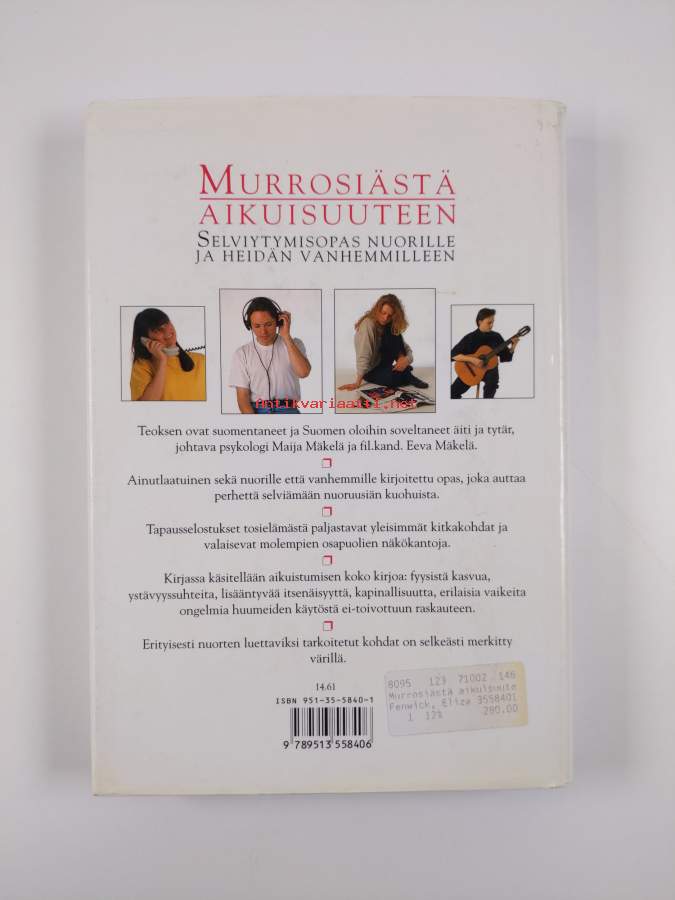 MURROSIÄSTÄ
AIKUISUUTEEN
SELVIYTYMISOPAS NUORILLE
JA HEIDÄN VANHEMMILLEEN
Antikvariaatti.net
Teoksen ovat suomentaneet ja Suomen oloihin soveltaneet äiti ja tytär,
johtava psykologi Maija Mäkelä ja fil.kand. Eeva Mäkelä.
Ainutlaatuinen sekä nuorille että vanhemmille kirjoitettu opas, joka auttaa
perhettä selviämään nuoruusiän kuohuista.
Tapausselostukset tosielämästä paljastavat yleisimmät kitkakohdat ja
valaisevat molempien osapuolien näkökantoja.
Kirjassa käsitellään aikuistumisen koko kirjoa: fyysistä kasvua,
ystävyyssuhteita, lisääntyvää itsenäisyyttä, kapinallisuutta, erilaisia vaikeita
ongelmia huumeiden käytöstä ei-toivottuun raskauteen.
Erityisesti nuorten luettaviksi tarkoitetut kohdat on selkeästi merkitty
värillä.
14.61
ISBN 951-35-5840-1
9 789513 558406
8095 123 71002 146
Murrosiästä aikuisuute
Fenwick, Eliza 3558401
1 12% 280.00